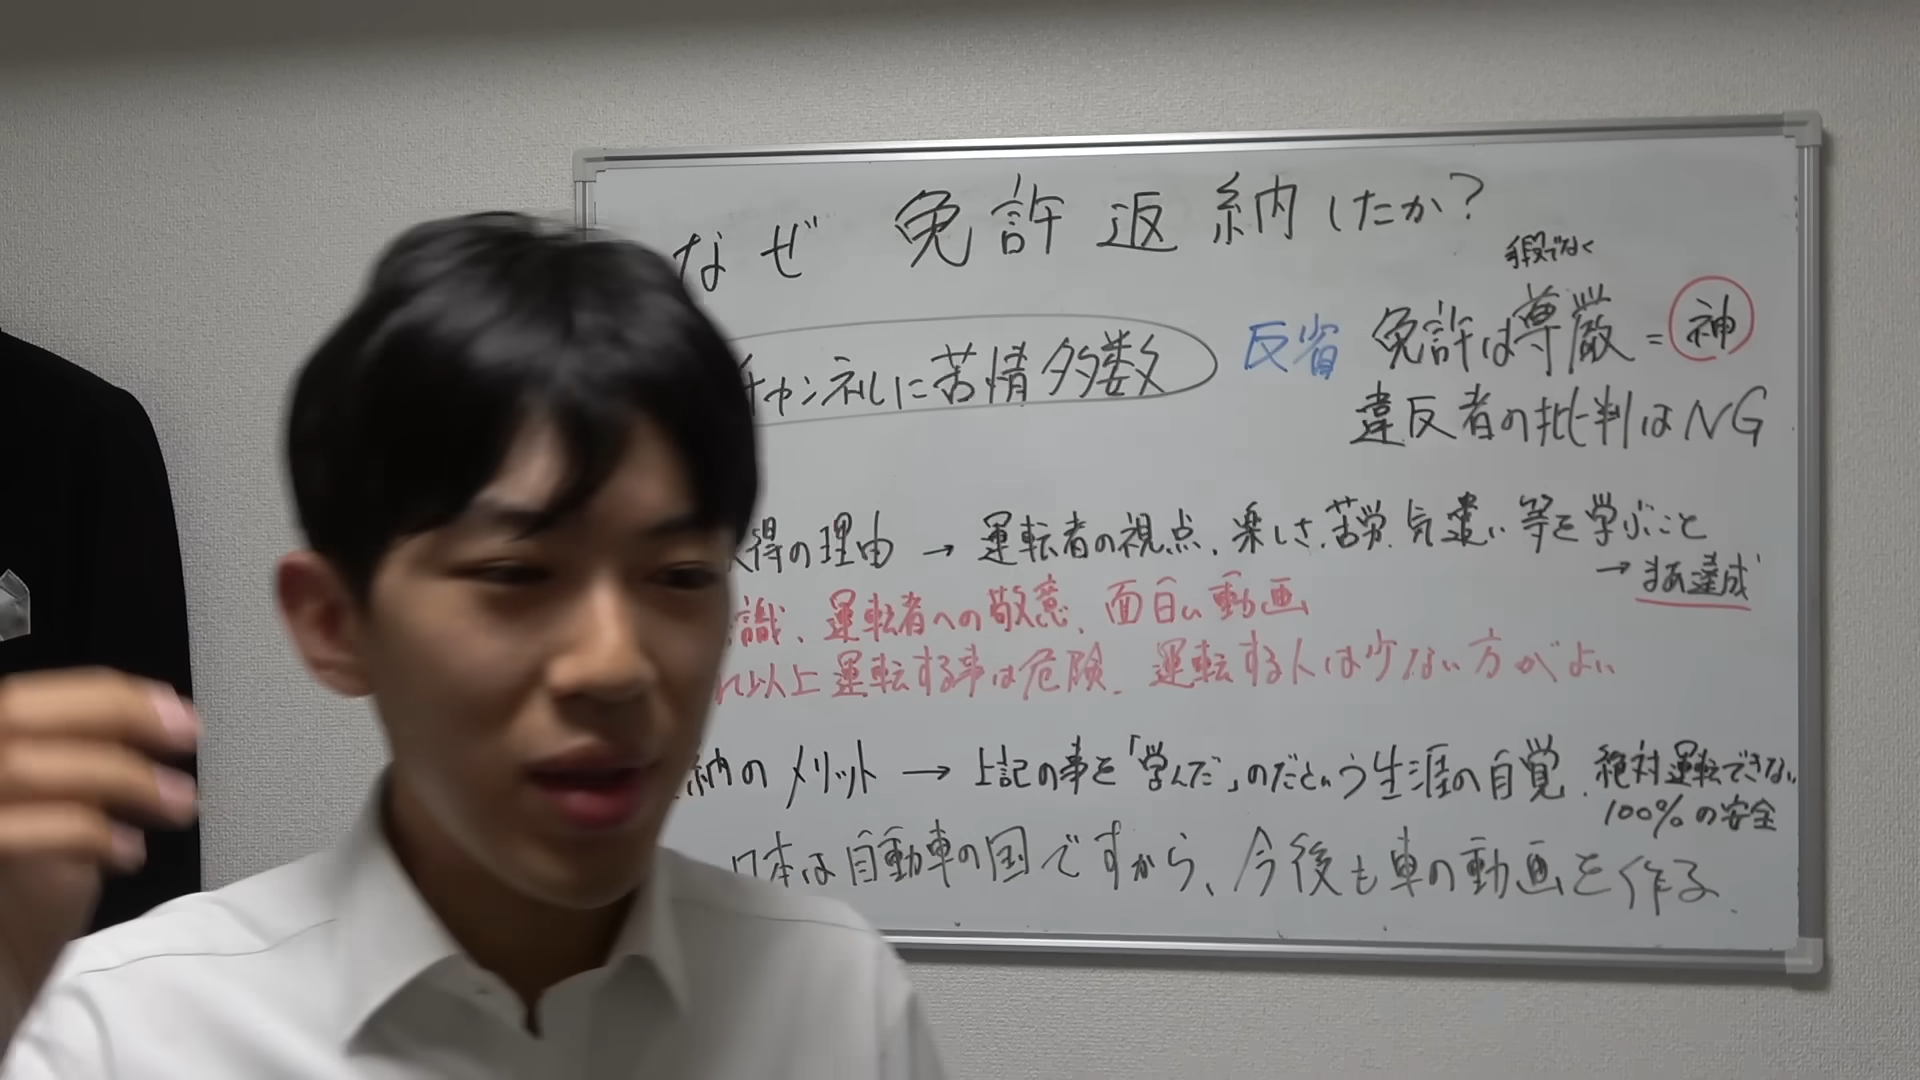 なぜ 免許返納したか?
手段でなく
チャンネルに苦情多数
反省 免許は尊厳=神
違反者の批判はNG
得の理由 → 運転者の視点、楽しさ、苦労、気遣い等を学ぶこと
→ まあ達成
識、運転者への敬意、面白い動画
れ以上運転する事は危険、運転する人は少ない方がよい
納のメリット → 上記の事を「学んだ」のだという生涯の自覚、絶対運転できない
100%の安全
日本は自動車の国ですから、今後も車の動画を作る。